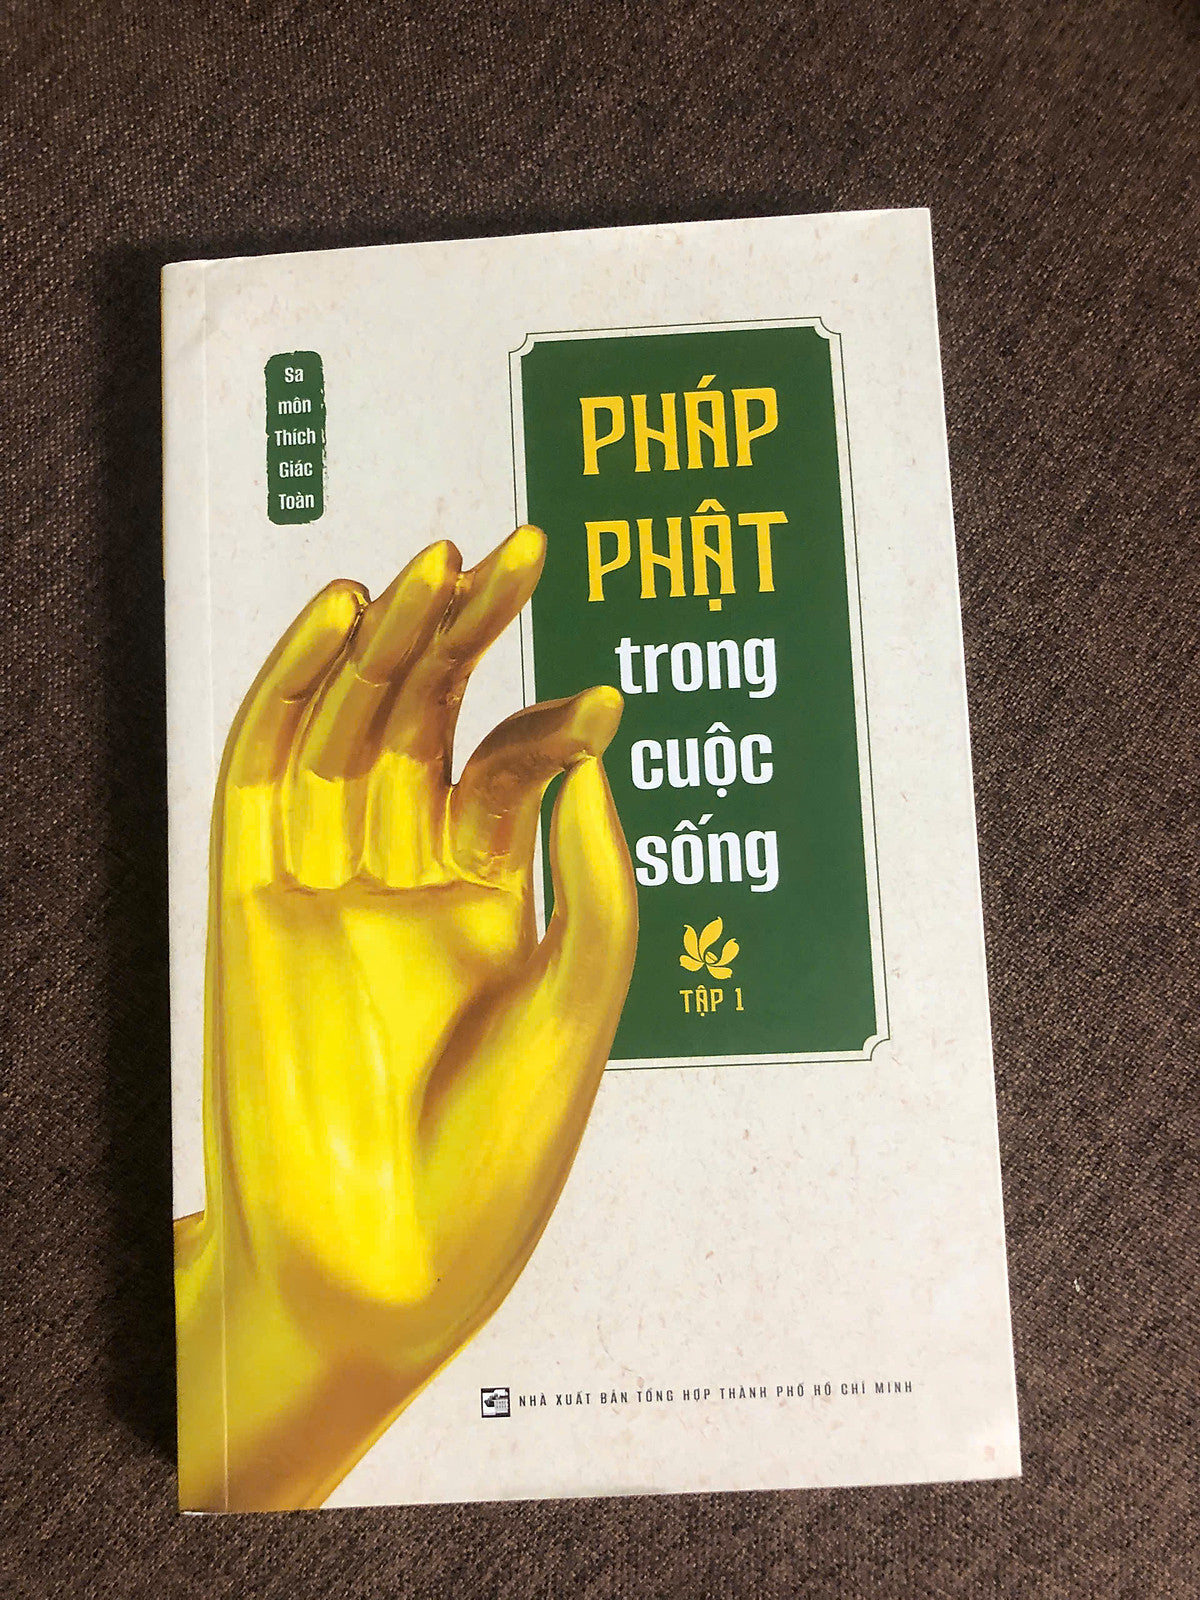 Sa
môn
Thích
Giác
Toàn
PHÁP
PHẬT
trong
cuộc
sống
TẬP 1
NHÀ XUẤT BẢN TỔNG HỢP THÀNH PHỐ HỒ CHÍ MINH